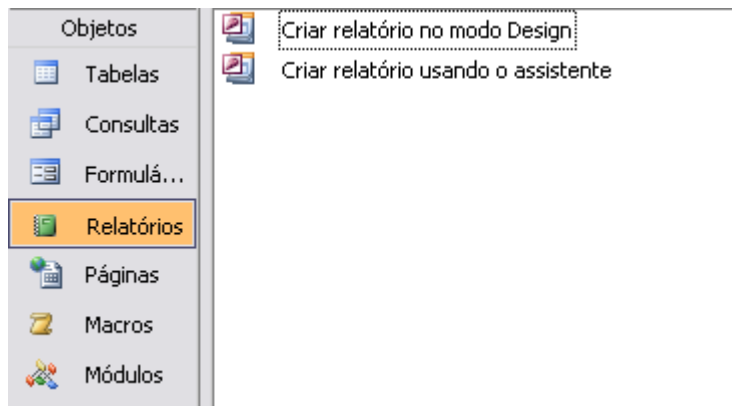 Objetos
Tabelas
Consultas
Formulá...
Relatórios
Páginas
Macros
Módulos
Criar relatório no modo Design
Criar relatório usando o assistente